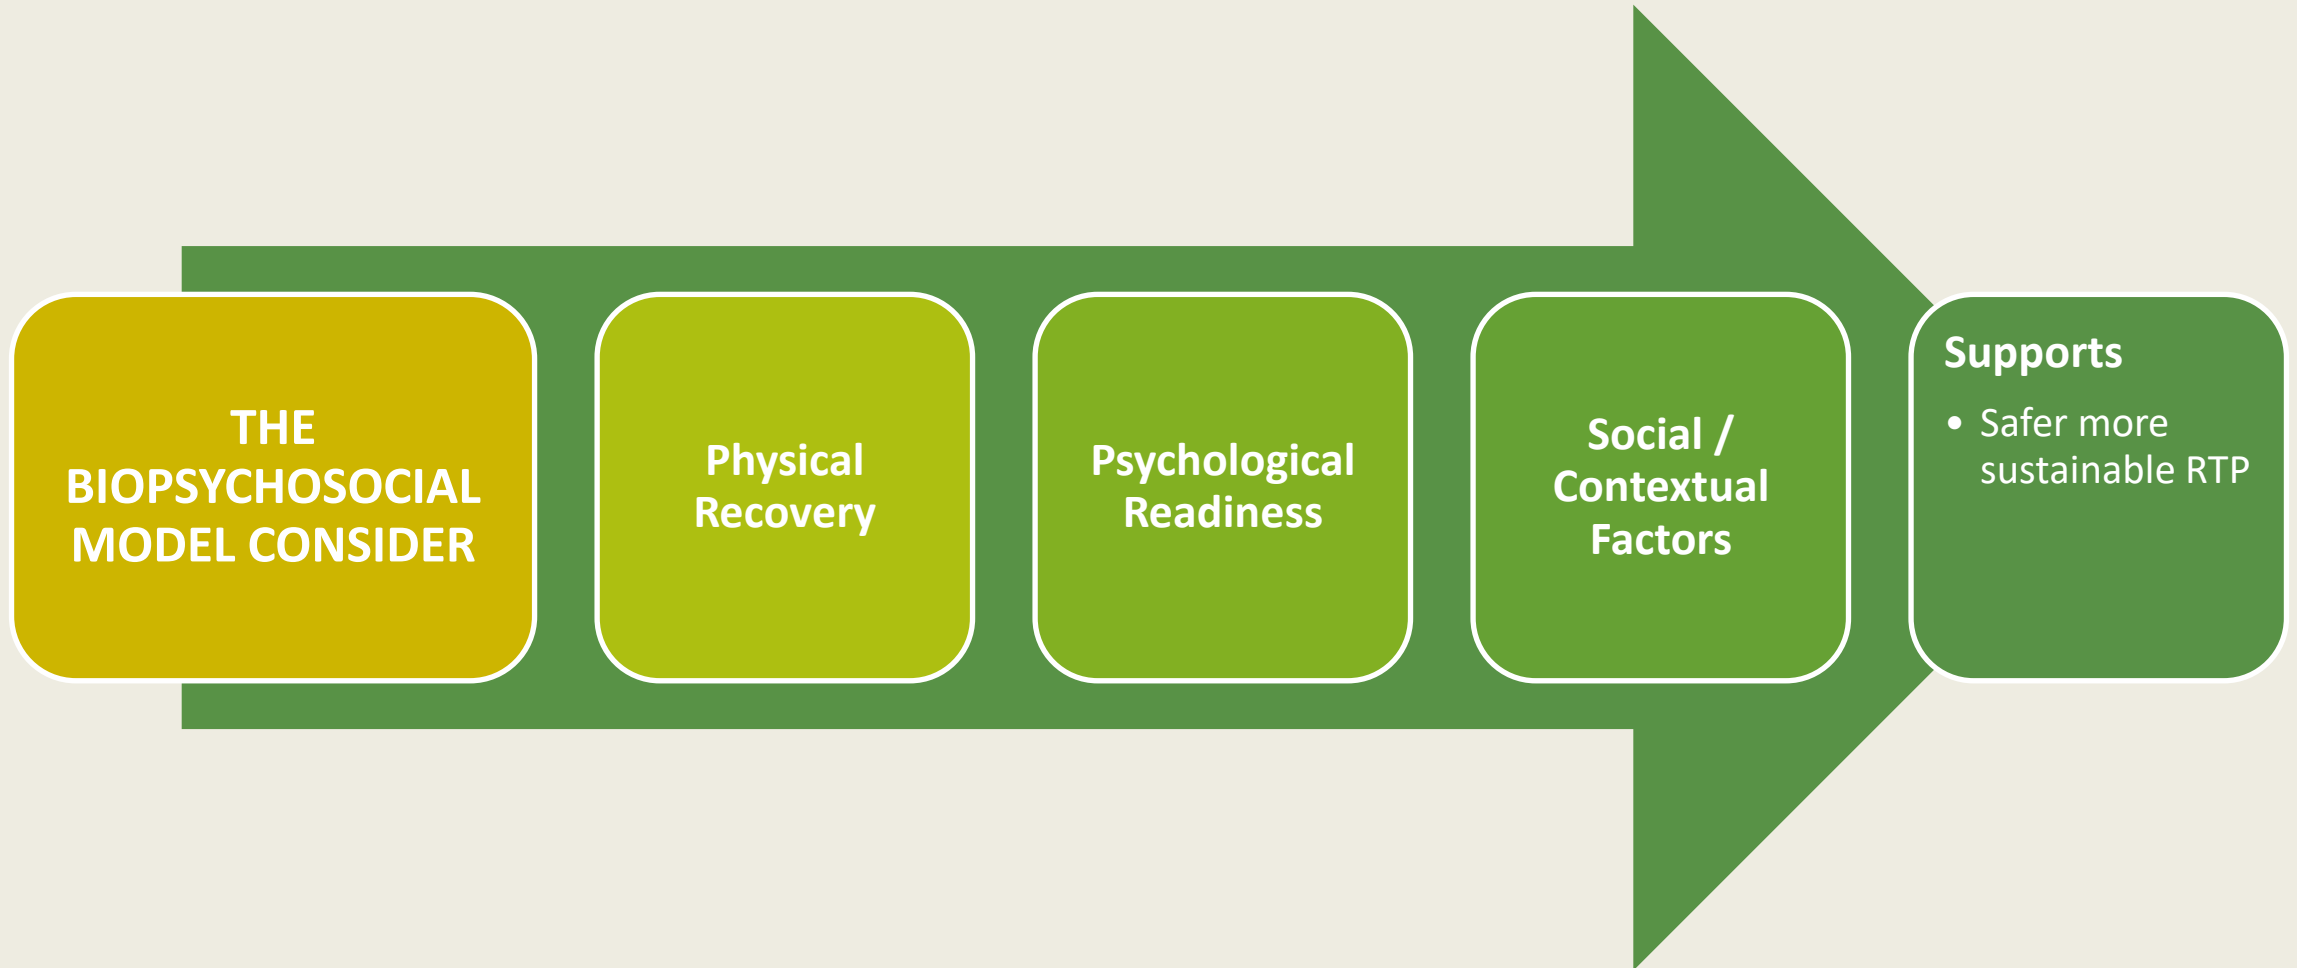 THE
BIOPSYCHOSOCIAL
MODEL CONSIDER
Physical
Recovery
Psychological
Readiness
Social /
Contextual
Factors
Supports
• Safer more
sustainable RTP